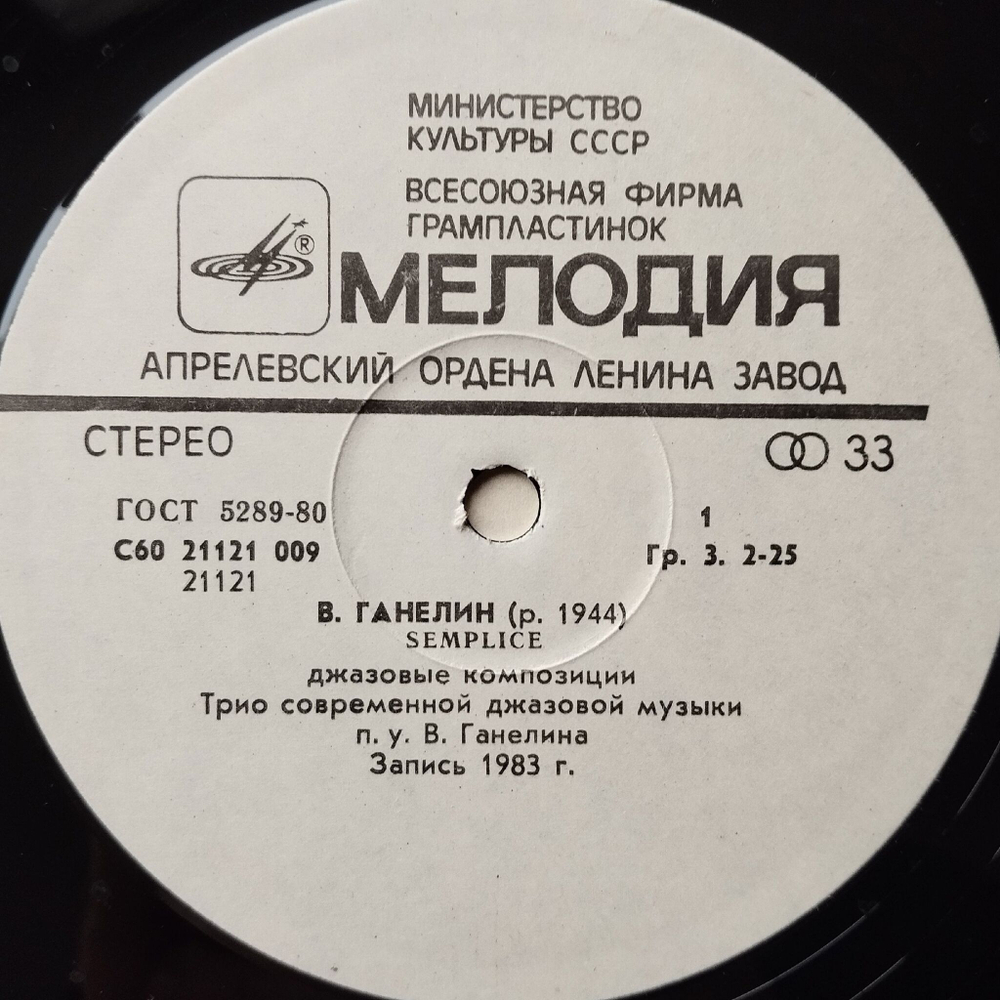 МИНИСТЕРСТВО
КУЛЬТУРЫ СССР
ВСЕСОЮЗНАЯ ФИРМА
ГРАМПЛАСТИНОК
®
МЕЛОДИЯ
АПРЕЛЕВСКИЙ ОРДЕНА ЛЕНИНА ЗАВОД
СТЕРЕО 33
ГОСТ 5289-80 1
С60 21121 009 Гр. 3. 2-25
21121
В. ГАНЕЛИН (р. 1944)
SEMPLICE
джазовые композиции
Трио современной джазовой музыки
п. у. В. Ганелина
Запись 1983 г.